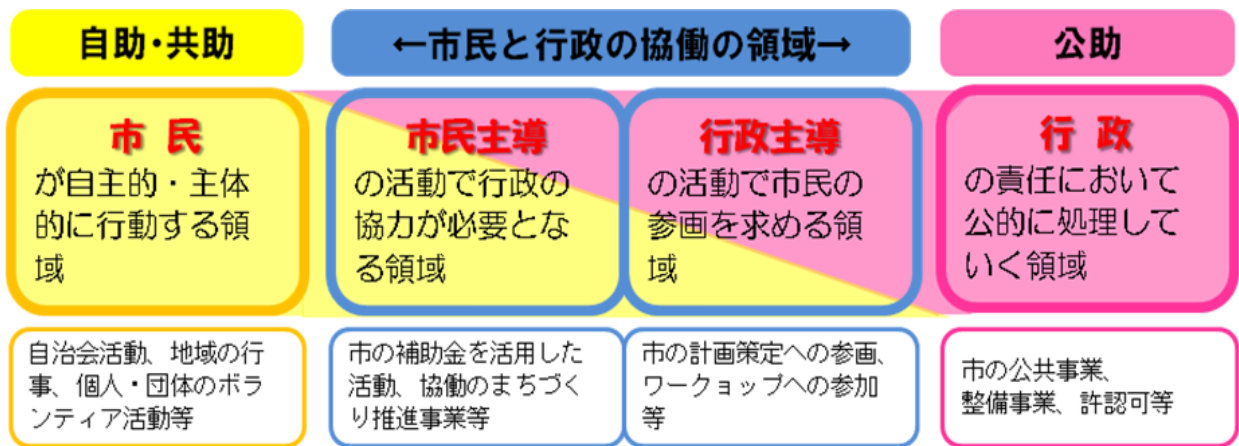 自助・共助
←市民と行政の協働の領域→
公助
市民
が自主的・主体
的に行動する領
域
市民主導
の活動で行政の
協力が必要とな
る領域
行政主導
の活動で市民の
参画を求める領
域
行政
の責任において
公的に処理して
いく領域
自治会活動、地域の行
事、個人・団体のボラ
ンティア活動等
市の補助金を活用した
活動、協働のまちづく
り推進事業等
市の計画策定への参画、
ワークョップへの参加
等
市の公共事業、
整備事業、許認可等